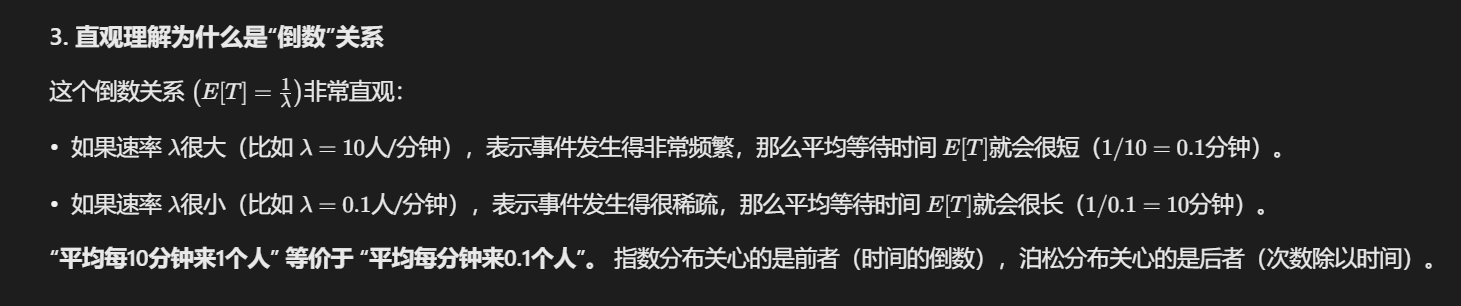 3. 直观理解为什么是“倒数”关系
这个倒数关系 (E[T] = 1/λ)非常直观：
• 如果速率 λ很大（比如 λ = 10人/分钟），表示事件发生得非常频繁，那么平均等待时间 E[T]就会很短（1/10 = 0.1分钟）。
• 如果速率 λ很小（比如 λ = 0.1人/分钟），表示事件发生得很稀疏，那么平均等待时间 E[T]就会很长（1/0.1 = 10分钟）。
“平均每10分钟来1个人” 等价于 “平均每分钟来0.1个人”。 指数分布关心的是前者（时间的倒数），泊松分布关心的是后者（次数除以时间）。